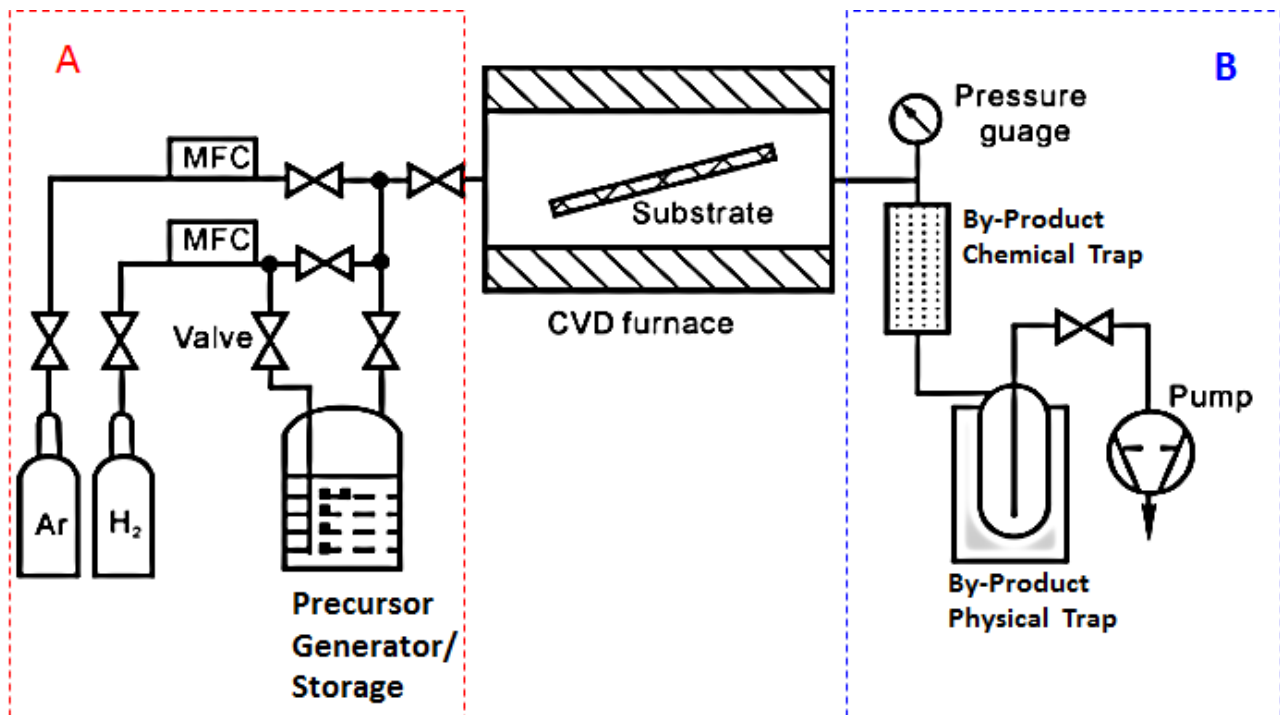 A
B
MFC
MFC
Valve
Ar
H₂
Precursor
Generator/
Storage
Substrate
CVD furnace
Pressure
guage
By-Product
Chemical Trap
Pump
By-Product
Physical Trap